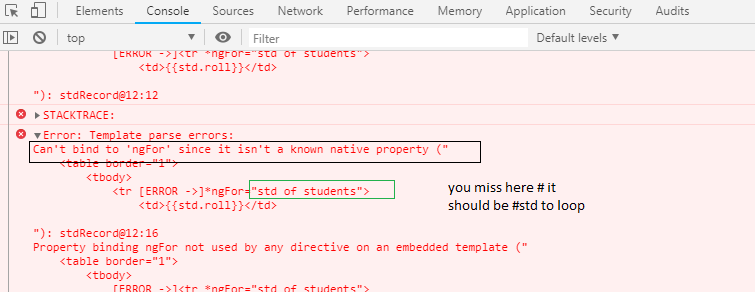 Elements Console Sources Network Performance Memory Application Security Audits
top Filter Default levels
[ERROR ->]<tr *ngFor="std of students">
<td>{{std.roll}}</td>
"): stdRecord@12:12
STACKTRACE:
Error: Template parse errors:
Can't bind to 'ngFor' since it isn't a known native property ("
<table border="1">
<tbody>
<tr [ERROR ->]*ngFor="std of students">
<td>{{std.roll}}</td>
you miss here # it
should be #std to loop
"): stdRecord@12:16
Property binding ngFor not used by any directive on an embedded template ("
<table border="1">
<tbody>
[ERROR ->]<tr *ngFor="std of students">